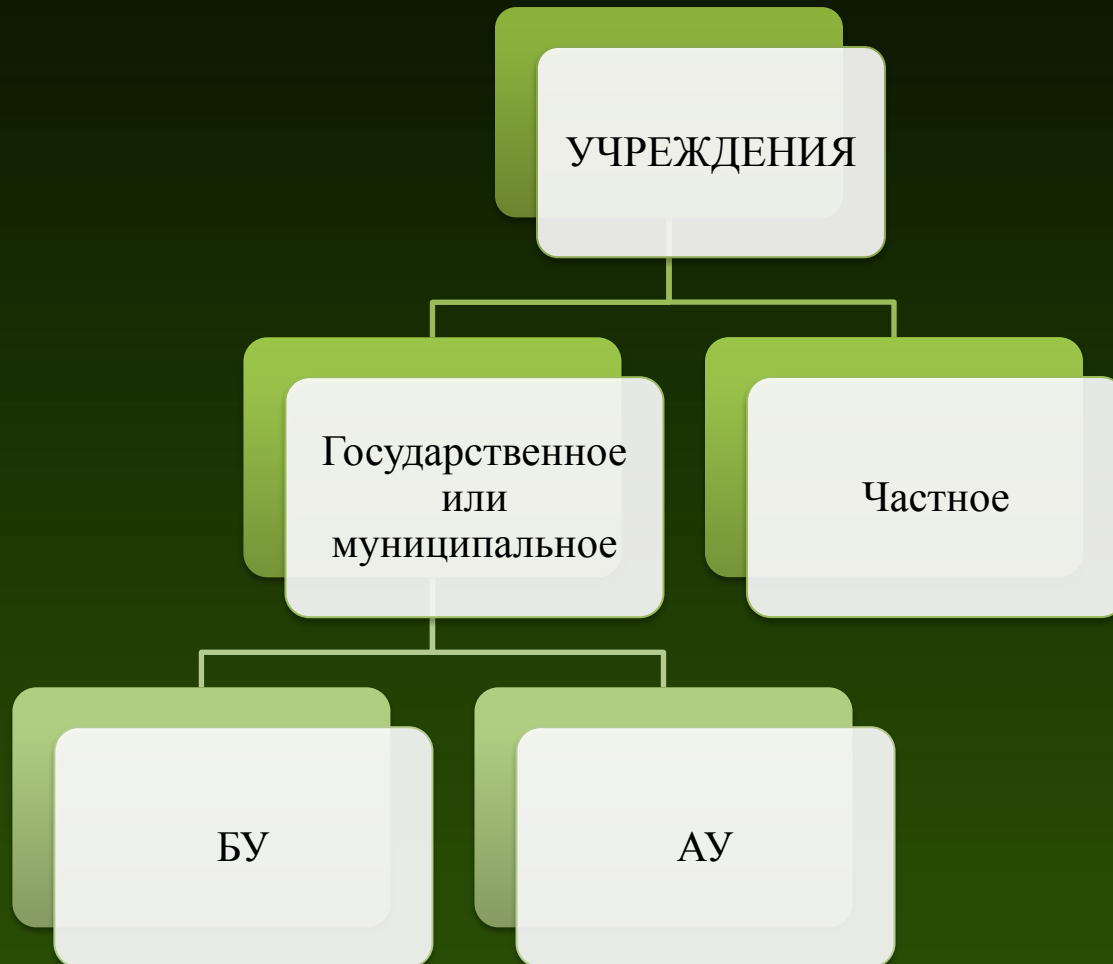 УЧРЕЖДЕНИЯ
Государственное
или
муниципальное
Частное
БУ
АУ